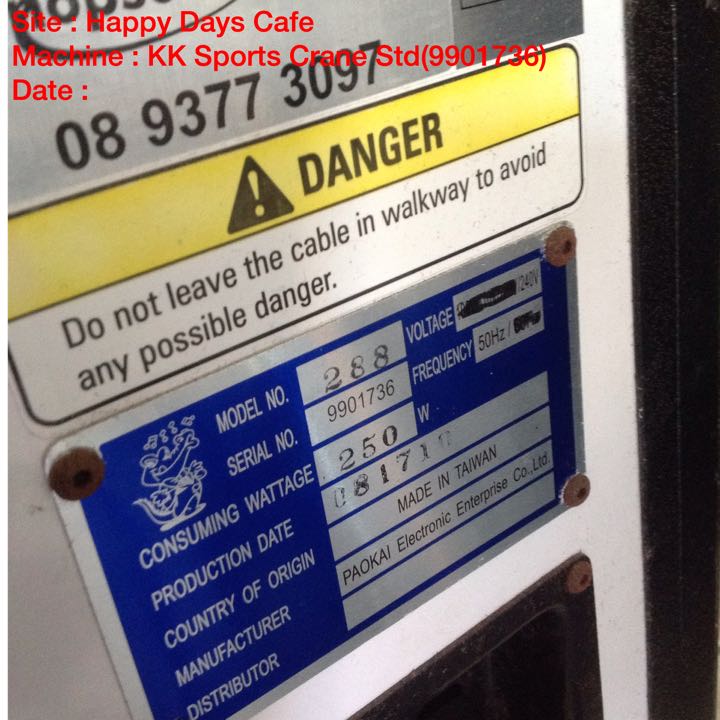 Site : Happy Days Cafe
Machine : KK Sports Crane Std(9901736)
Date :
08 9377 3097
DANGER
Do not leave the cable in walkway to avoid
any possible danger.
MODEL NO. 288 VOLTAGE /240V
SERIAL NO. 9901736 FREQUENCY 50Hz/
CONSUMING WATTAGE 250 W
PRODUCTION DATE
COUNTRY OF ORIGIN MADE IN TAIWAN
MANUFACTURER PAOKAI Electronic Enterprise Co.,Ltd.
DISTRIBUTOR